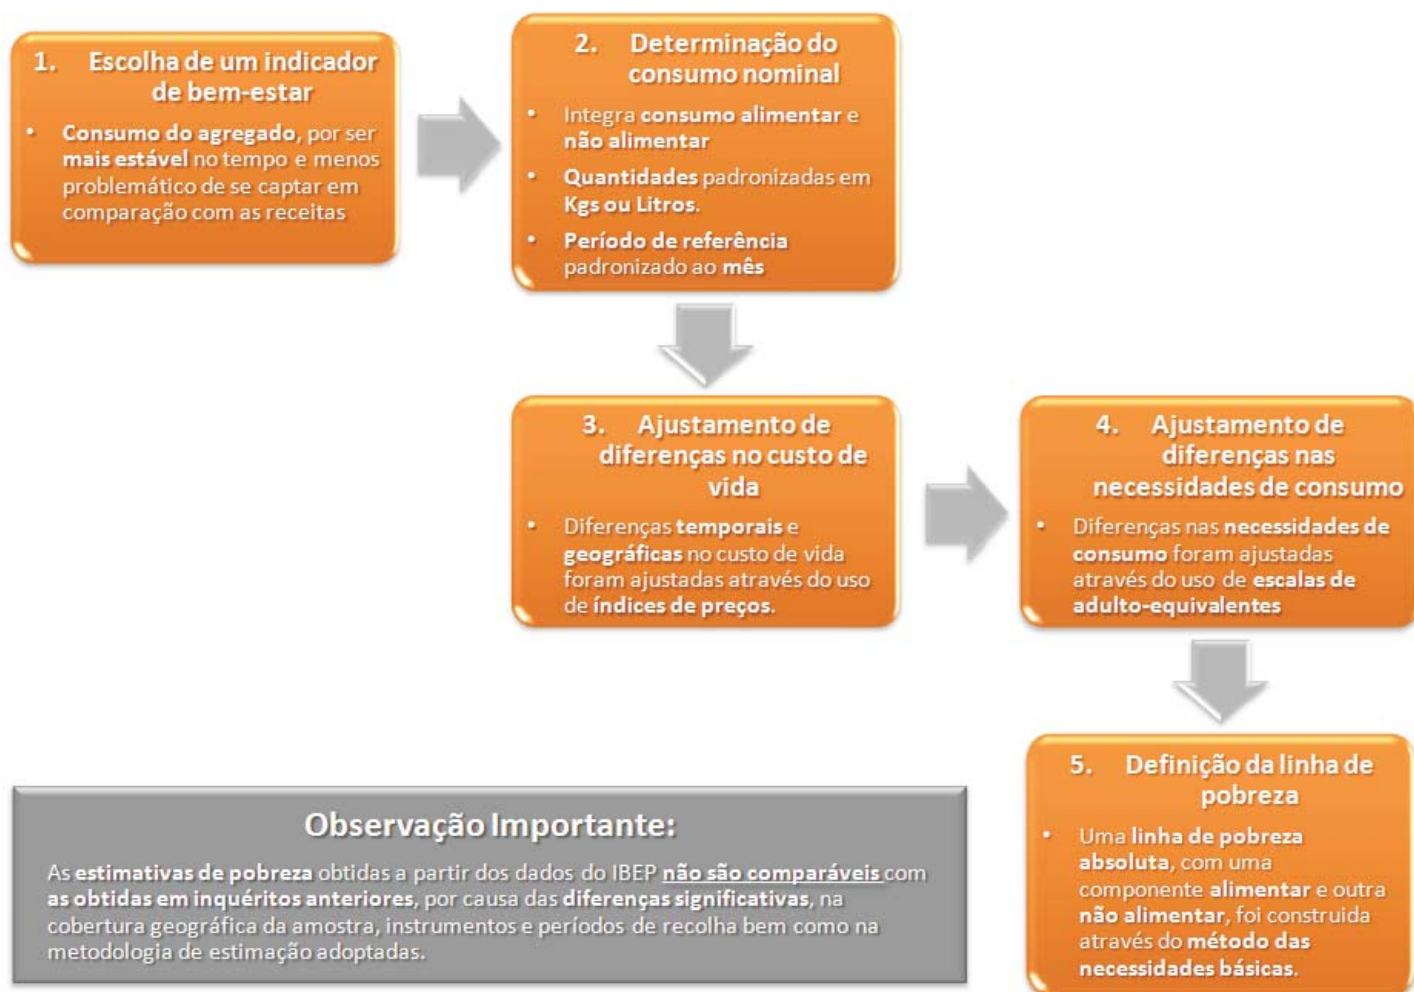 1. Escolha de um indicador
de bem-estar
• Consumo do agregado, por ser
mais estável no tempo e menos
problemático de se captar em
comparação com as receitas
2. Determinação do
consumo nominal
• Integra consumo alimentar e
não alimentar
• Quantidades padronizadas em
Kgs ou Litros.
• Período de referência
padronizado ao mês
3. Ajustamento de
diferenças no custo de
vida
• Diferenças temporais e
geográficas no custo de vida
foram ajustadas através do uso
de índices de preços.
4. Ajustamento de
diferenças nas
necessidades de consumo
• Diferenças nas necessidades de
consumo foram ajustadas
através do uso de escalas de
adulto-equivalentes
5. Definição da linha de
pobreza
• Uma linha de pobreza
absoluta, com uma
componente alimentar e outra
não alimentar, foi construida
através do método das
necessidades básicas.
Observação Importante:
As estimativas de pobreza obtidas a partir dos dados do IBEP não são comparáveis com
as obtidas em inquéritos anteriores, por causa das diferenças significativas, na
cobertura geográfica da amostra, instrumentos e períodos de recolha bem como na
metodologia de estimação adoptadas.